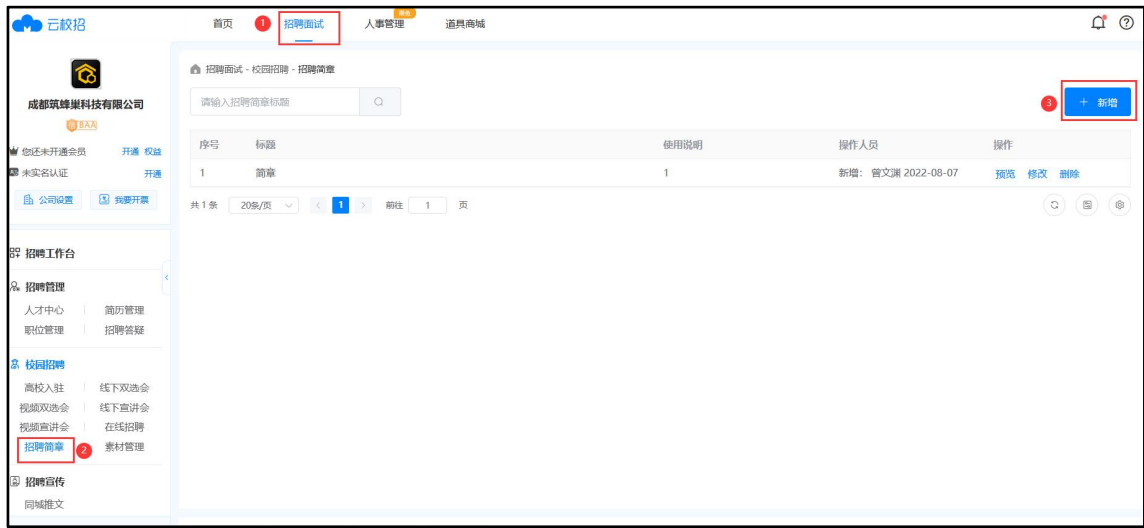 云校招 首页 1 招聘面试 人事管理 道具商城
招聘面试 - 校园招聘 - 招聘简章
成都筑蜂巢科技有限公司
请输入招聘简章标题
3 + 新增
BAA
您还未开通会员 开通 权益
未实名认证 开通
公司设置 我要开票
序号 标题 使用说明 操作人员 操作
1 简章 1 新增： 曾文渊 2022-08-07 预览 修改 删除
共 1 条 20条/页 < 1 > 前往 1 页
招聘工作台
招聘管理
人才中心 简历管理
职位管理 招聘答疑
校园招聘
高校入驻 线下双选会
视频双选会 线下宣讲会
视频宣讲会 在线招聘
招聘简章 2 素材管理
招聘宣传
同城推文